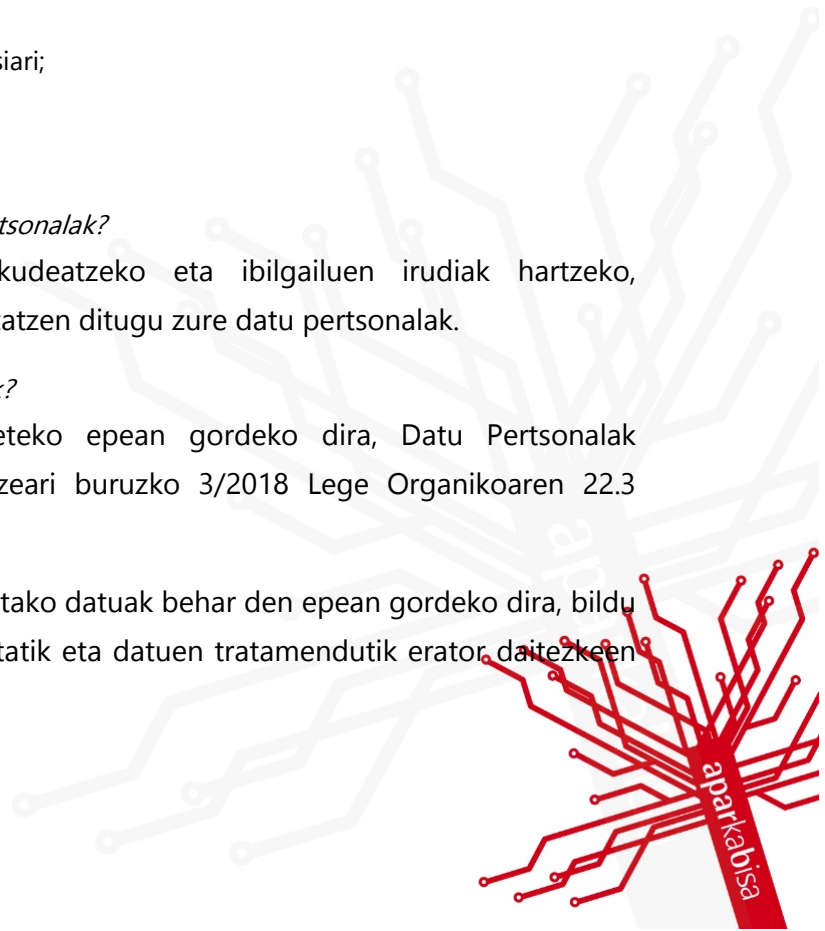 siari;
tsonalak?
kudeatzeko eta ibilgailuen irudiak hartzeko,
tatzen ditugu zure datu pertsonalak.
k?
eteko epean gordeko dira, Datu Pertsonalak
zeari buruzko 3/2018 Lege Organikoaren 22.3
tako datuak behar den epean gordeko dira, bildu
tatik eta datuen tratamendutik erator daitezkeen
aparkabisa